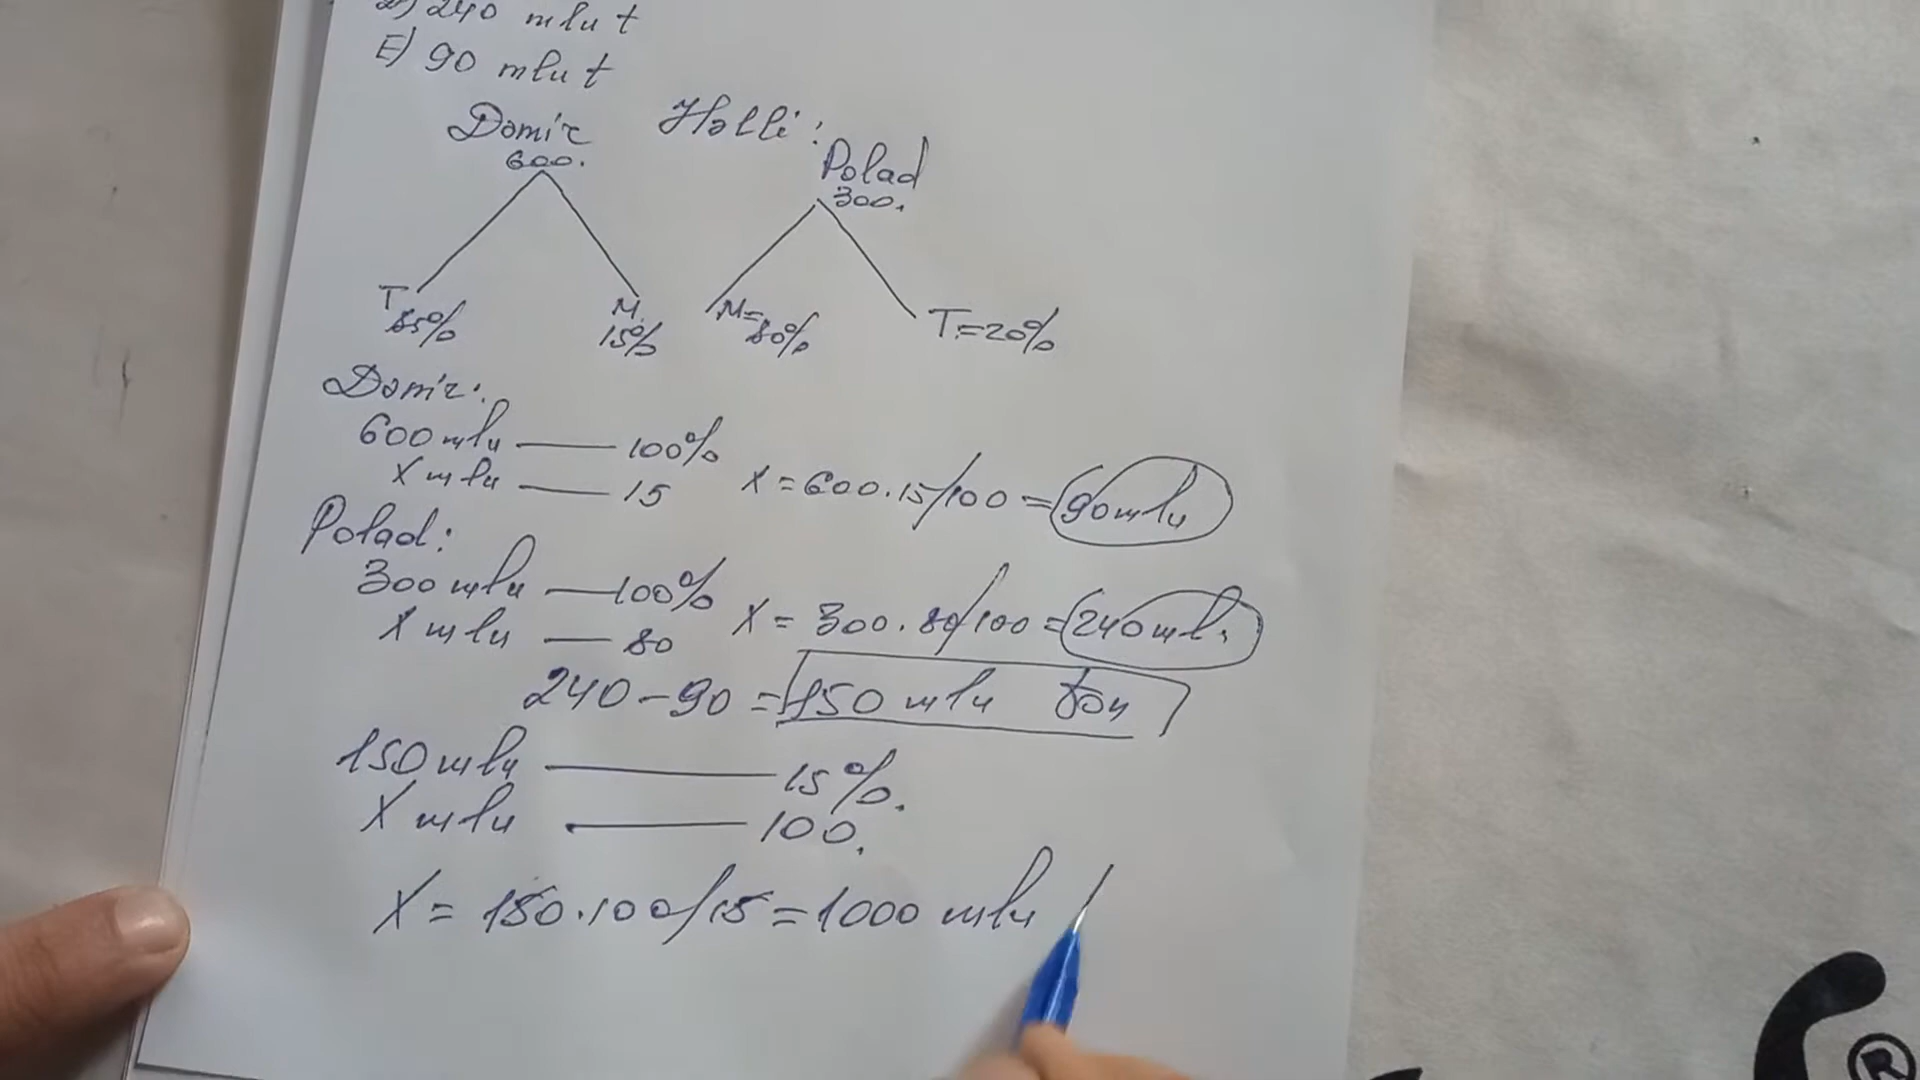 D) 240 mln t
E) 90 mln t
Həlli:
Dəmir
600.
Polad
300.
T
85%
M.
15%
M=
80%
T=20%
Dəmir:
600 mln — 100%
X mln — 15
X = 600.15/100 = 90 mln
Polad:
300 mln — 100%
X mln — 80
X = 300.80/100 = 240 mln
240 - 90 = 150 mln ton
150 mln — 15%.
X mln — 100.
X = 150.100/15 = 1000 mln
®